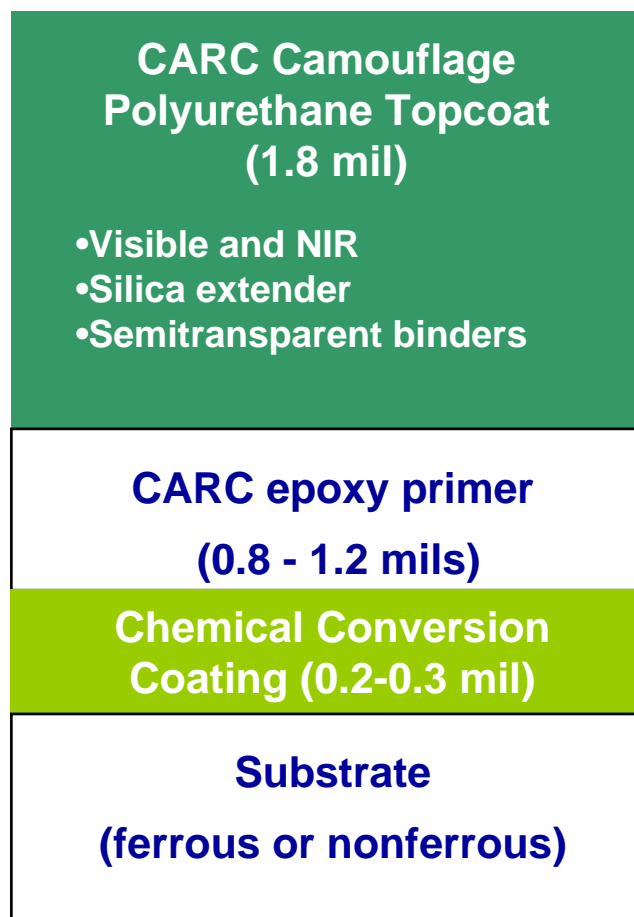 CARC Camouflage
Polyurethane Topcoat
(1.8 mil)
•Visible and NIR
•Silica extender
•Semitransparent binders
CARC epoxy primer
(0.8 - 1.2 mils)
Chemical Conversion
Coating (0.2-0.3 mil)
Substrate
(ferrous or nonferrous)